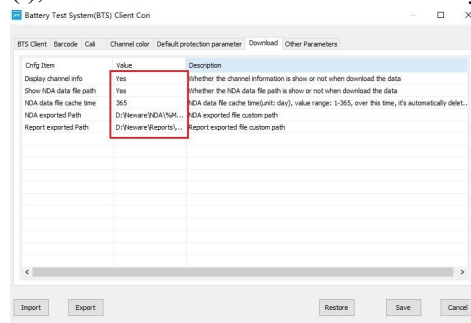 Battery Test System(BTS) Client Con
BTS Client Barcode Cali Channel color Default protection parameter Download Other Parameters
Cnfg Item Value Description
Display channel info Yes Whether the channel information is show or not when download the data
Show NDA data file path Yes Whether the NDA data file path is show or not when download the data
NDA data file cache time 365 NDA data file cache time(unit: day), value range: 1-365, over this time, it's automatically delet..
NDA exported Path D:\Neware\NDA\%M... NDA exported file custom path
Report exported Path D:\Neware\Reports\,... Report exported file custom path
Import Export Restore Save Cancel